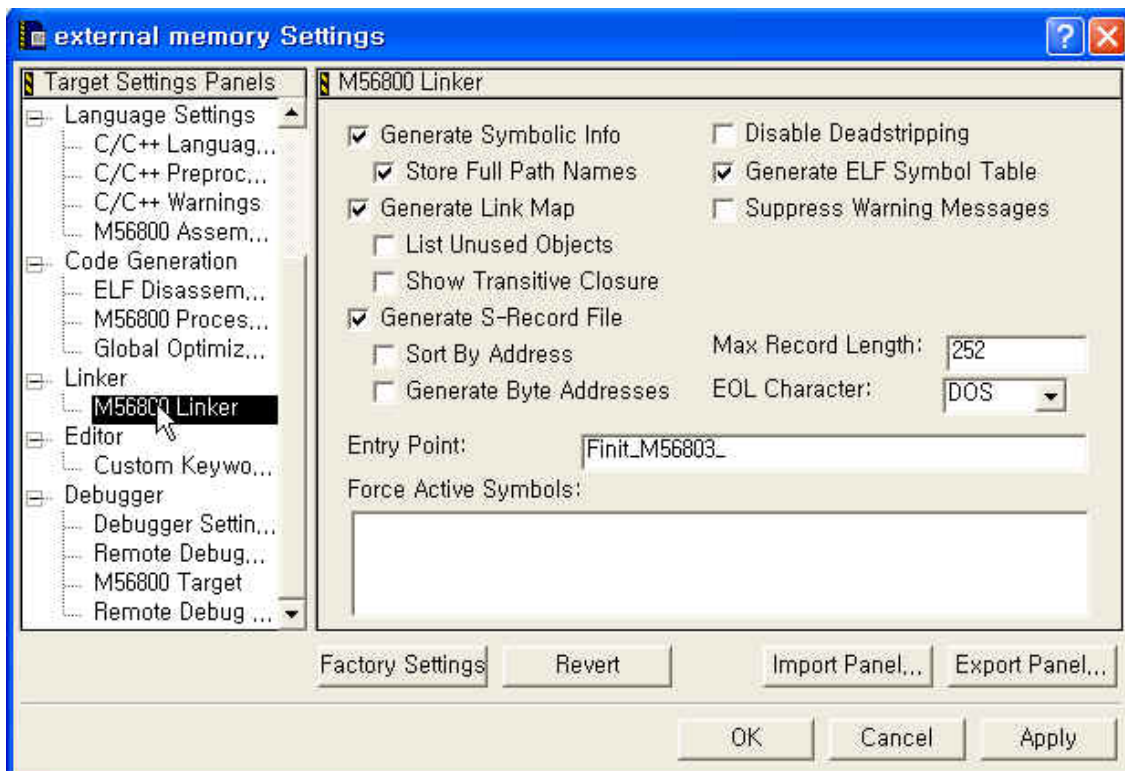 external memory Settings
Target Settings Panels
Language Settings
C/C++ Languag...
C/C++ Preproc...
C/C++ Warnings
M56800 Assem...
Code Generation
ELF Disassem...
M56800 Proces...
Global Optimiz...
Linker
M56800 Linker
Editor
Custom Keywo...
Debugger
Debugger Settin...
Remote Debug...
M56800 Target
Remote Debug ...
M56800 Linker
Generate Symbolic Info
Store Full Path Names
Generate Link Map
List Unused Objects
Show Transitive Closure
Generate S-Record File
Sort By Address
Generate Byte Addresses
Disable Deadstripping
Generate ELF Symbol Table
Suppress Warning Messages
Max Record Length: 252
EOL Character: DOS
Entry Point: Finit_M56803_
Force Active Symbols:
Factory Settings Revert Import Panel... Export Panel...
OK Cancel Apply